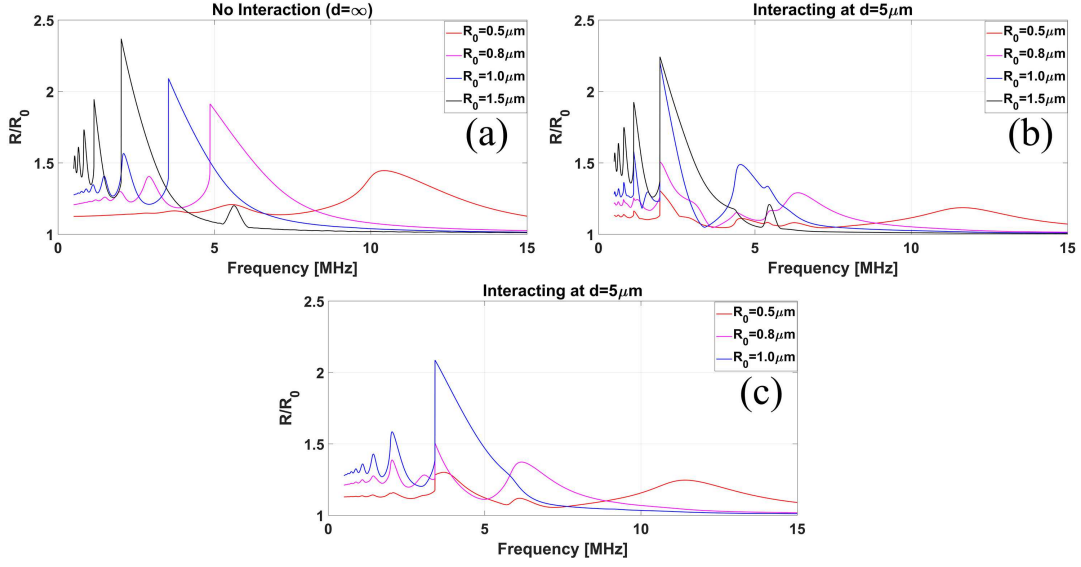 No Interaction (d=∞)
2.5
2
1.5
1
R/R0
0
5
10
15
Frequency [MHz]
R0=0.5μm
R0=0.8μm
R0=1.0μm
R0=1.5μm
(a)
Interacting at d=5μm
2.5
2
1.5
1
R/R0
0
5
10
15
Frequency [MHz]
R0=0.5μm
R0=0.8μm
R0=1.0μm
R0=1.5μm
(b)
Interacting at d=5μm
2.5
2
1.5
1
R/R0
0
5
10
15
Frequency [MHz]
R0=0.5μm
R0=0.8μm
R0=1.0μm
(c)